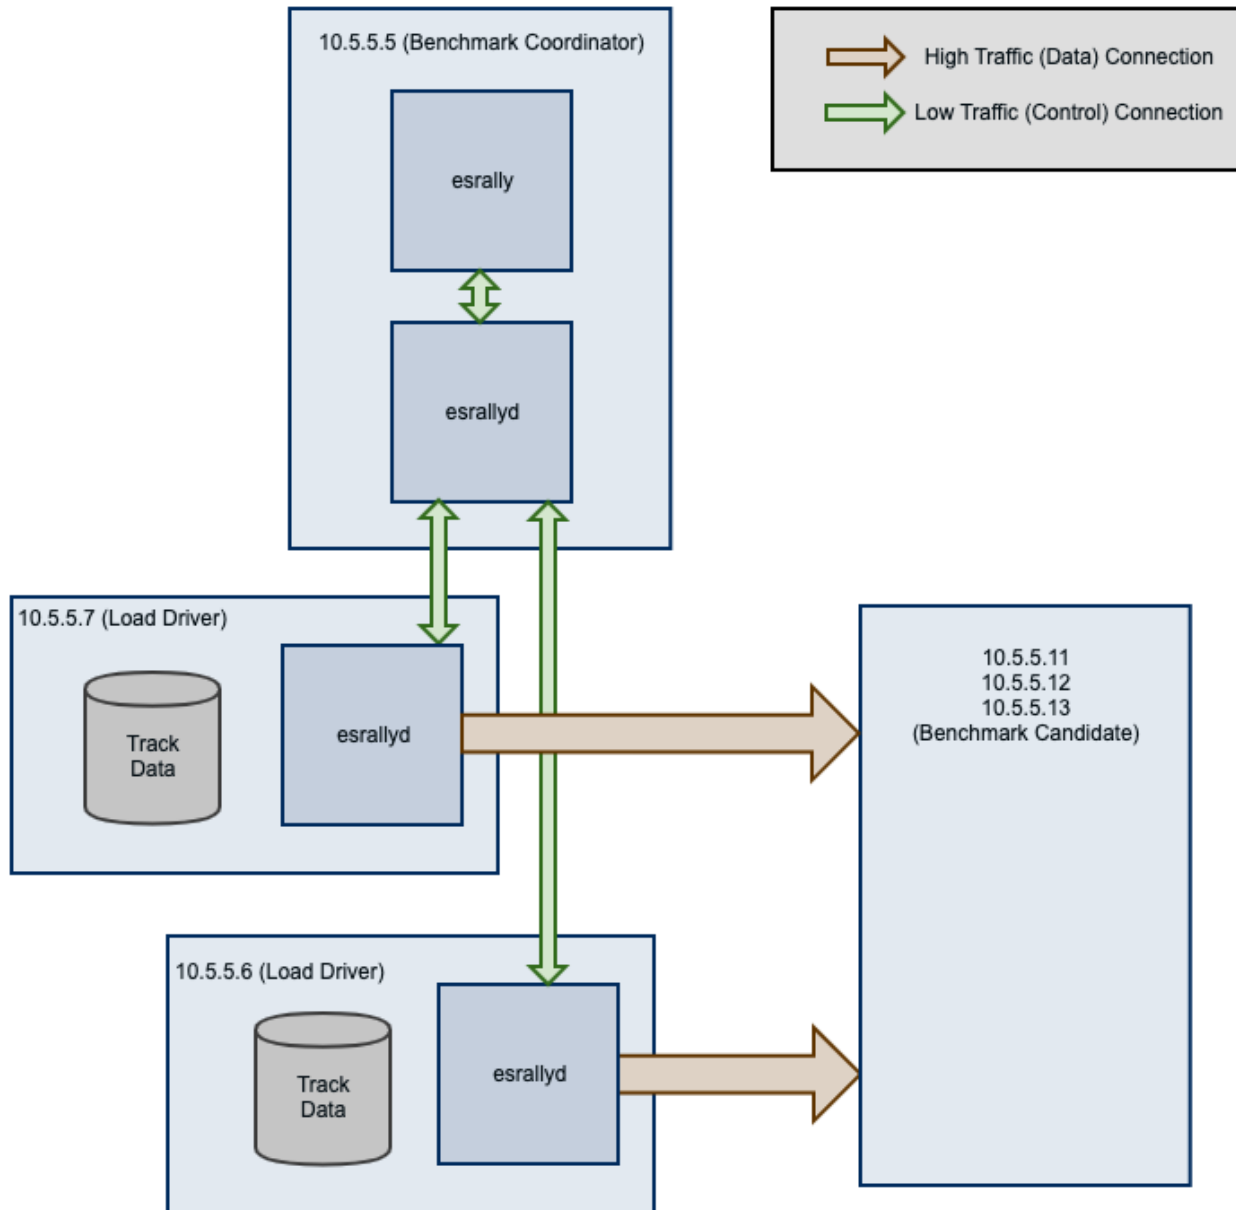 10.5.5.5 (Benchmark Coordinator)
esrally
esrallyd
High Traffic (Data) Connection
Low Traffic (Control) Connection
10.5.5.7 (Load Driver)
Track
Data
esrallyd
10.5.5.11
10.5.5.12
10.5.5.13
(Benchmark Candidate)
10.5.5.6 (Load Driver)
Track
Data
esrallyd